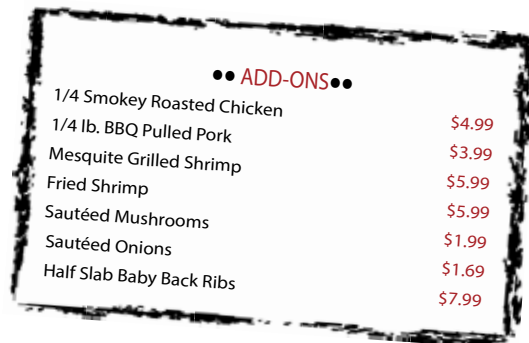 •• ADD-ONS••
1/4 Smokey Roasted Chicken $4.99
1/4 lb. BBQ Pulled Pork $3.99
Mesquite Grilled Shrimp $5.99
Fried Shrimp $5.99
Sautéed Mushrooms $1.99
Sautéed Onions $1.69
Half Slab Baby Back Ribs $7.99